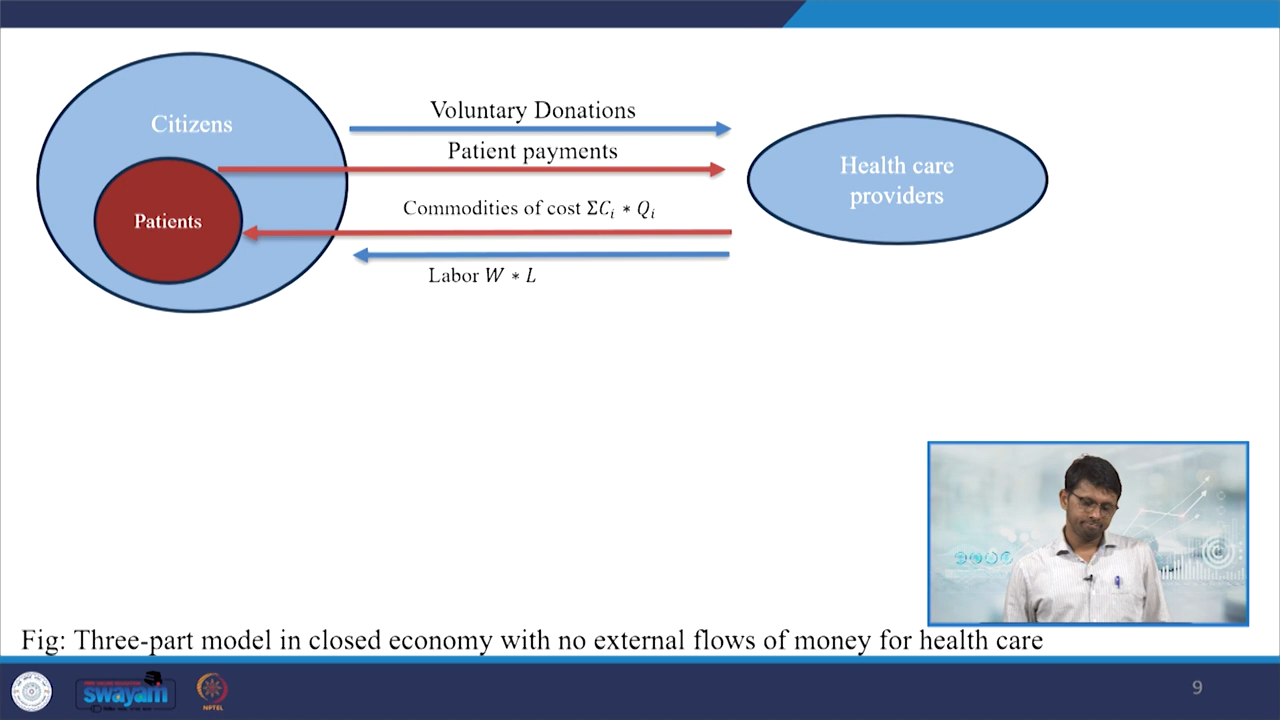 Citizens
Patients
Voluntary Donations
Patient payments
Commodities of cost Σ𝐶ᵢ ∗ 𝑄ᵢ
Labor 𝑊 ∗ 𝐿
Health care
providers
Fig: Three-part model in closed economy with no external flows of money for health care
swayam
NPTEL
9